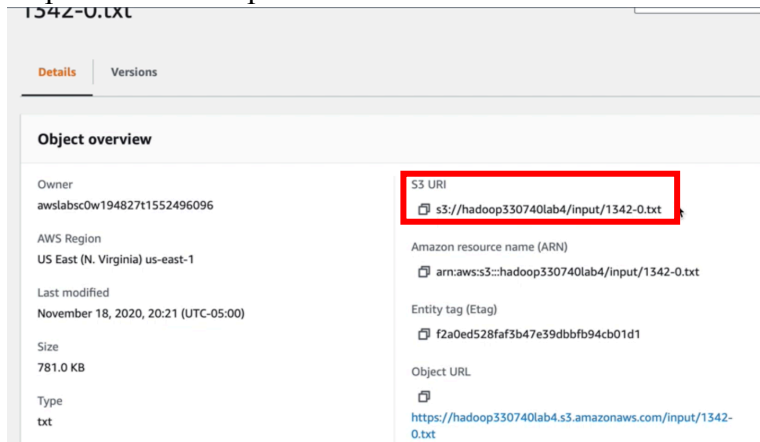 1342-0.txt
Details
Versions
Object overview
Owner
awslabsc0w194827t1552496096
AWS Region
US East (N. Virginia) us-east-1
Last modified
November 18, 2020, 20:21 (UTC-05:00)
Size
781.0 KB
Type
txt
S3 URI
s3://hadoop330740lab4/input/1342-0.txt
Amazon resource name (ARN)
arn:aws:s3:::hadoop330740lab4/input/1342-0.txt
Entity tag (Etag)
f2a0ed528faf3b47e39dbbfb94cb01d1
Object URL
https://hadoop330740lab4.s3.amazonaws.com/input/1342-
0.txt